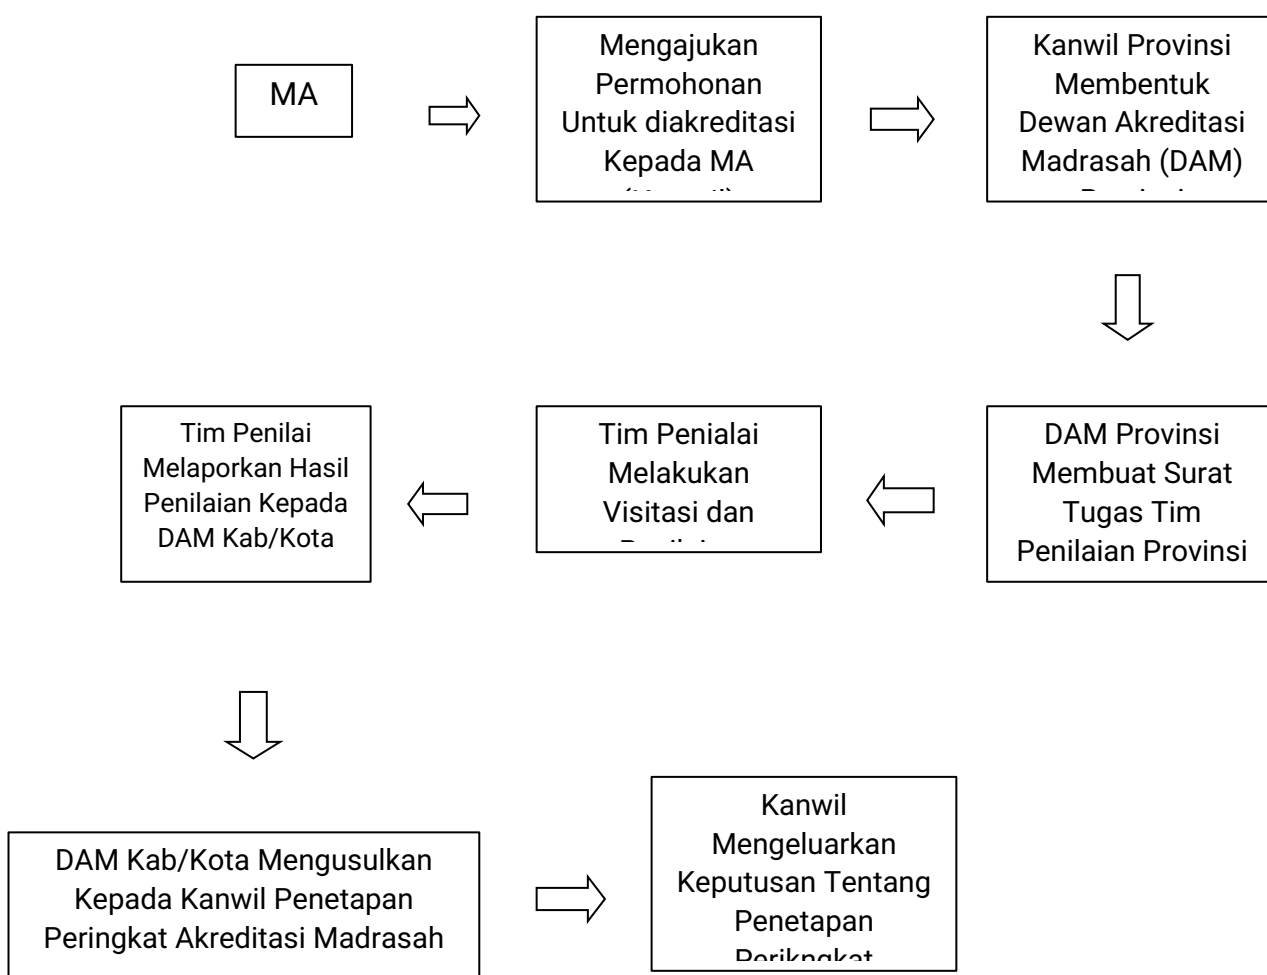 MA
Mengajukan
Permohonan
Untuk diakreditasi
Kepada MA
Kanwil Provinsi
Membentuk
Dewan Akreditasi
Madrasah (DAM)
DAM Provinsi
Membuat Surat
Tugas Tim
Penilaian Provinsi
Tim Penialai
Melakukan
Visitasi dan
Tim Penilai
Melaporkan Hasil
Penilaian Kepada
DAM Kab/Kota
DAM Kab/Kota Mengusulkan
Kepada Kanwil Penetapan
Peringkat Akreditasi Madrasah
Kanwil
Mengeluarkan
Keputusan Tentang
Penetapan
Perikngkat